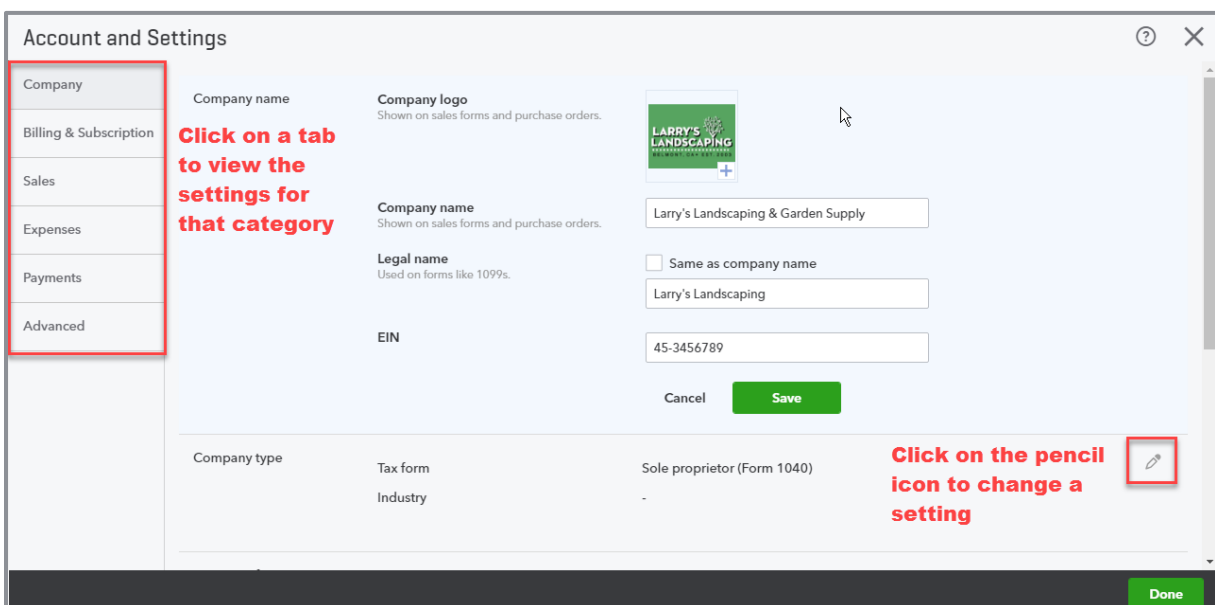 Account and Settings
Company
Billing & Subscription
Sales
Expenses
Payments
Advanced
Click on a tab
to view the
settings for
that category
Company name
Company logo
Shown on sales forms and purchase orders.
LARRY'S
LANDSCAPING
Company name
Shown on sales forms and purchase orders.
Larry's Landscaping & Garden Supply
Legal name
Used on forms like 1099s.
Same as company name
Larry's Landscaping
EIN
45-3456789
Cancel
Save
Company type
Tax form
Sole proprietor (Form 1040)
Industry
-
Click on the pencil
icon to change a
setting
Done